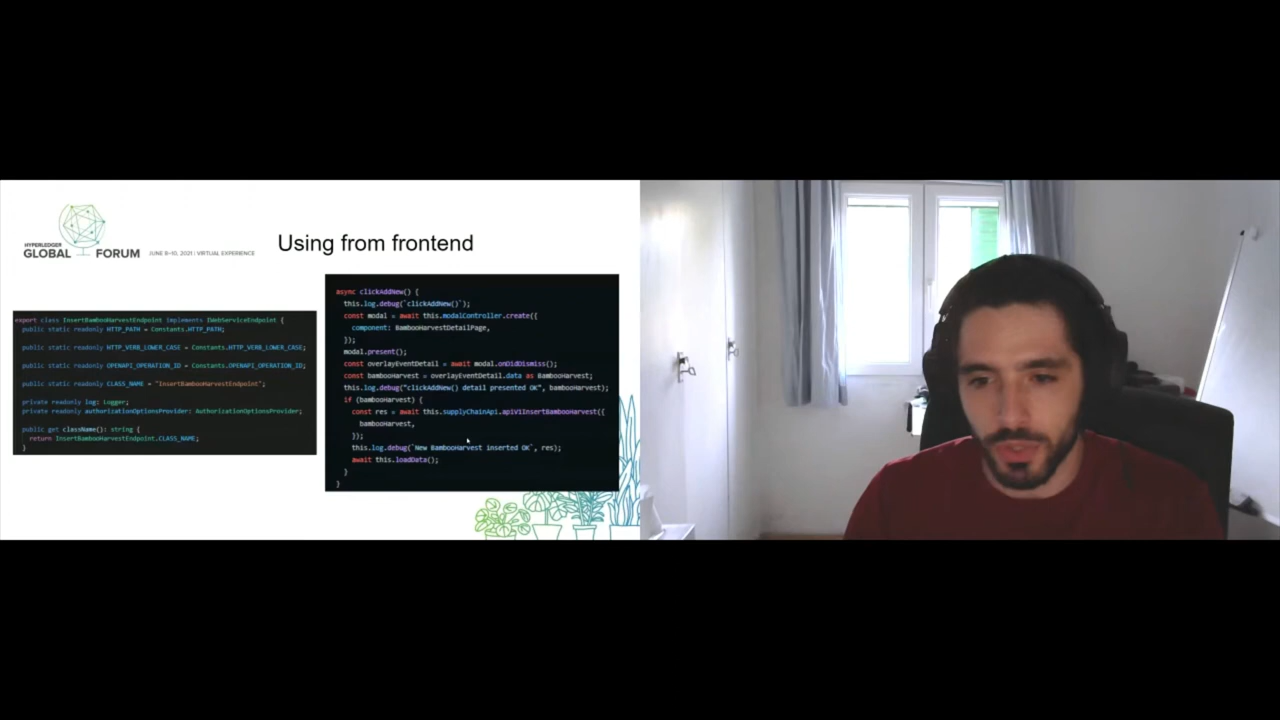 HYPERLEDGER
GLOBAL FORUM
JUNE 8-10, 2021 | VIRTUAL EXPERIENCE
Using from frontend
export class InsertBambooHarvestEndpoint implements IWebServiceEndpoint {
public static readonly HTTP_PATH = Constants.HTTP_PATH;
public static readonly HTTP_VERB_LOWER_CASE = Constants.HTTP_VERB_LOWER_CASE;
public static readonly OPENAPI_OPERATION_ID = Constants.OPENAPI_OPERATION_ID;
public static readonly CLASS_NAME = "InsertBambooHarvestEndpoint";
private readonly log: Logger;
private readonly authorizationOptionsProvider: AuthorizationOptionsProvider;
public get className(): string {
return InsertBambooHarvestEndpoint.CLASS_NAME;
}
async clickAddNew() {
this.log.debug(`clickAddNew()`);
const modal = await this.modalController.create({
component: BambooHarvestDetailPage,
});
modal.present();
const overlayEventDetail = await modal.onDidDismiss();
const bambooHarvest = overlayEventDetail.data as BambooHarvest;
this.log.debug("clickAddNew() detail presented OK", bambooHarvest);
if (bambooHarvest) {
const res = await this.supplyChainApi.apiV1InsertBambooHarvest({
bambooHarvest,
});
this.log.debug(`New BambooHarvest inserted OK`, res);
await this.loadData();
}
}